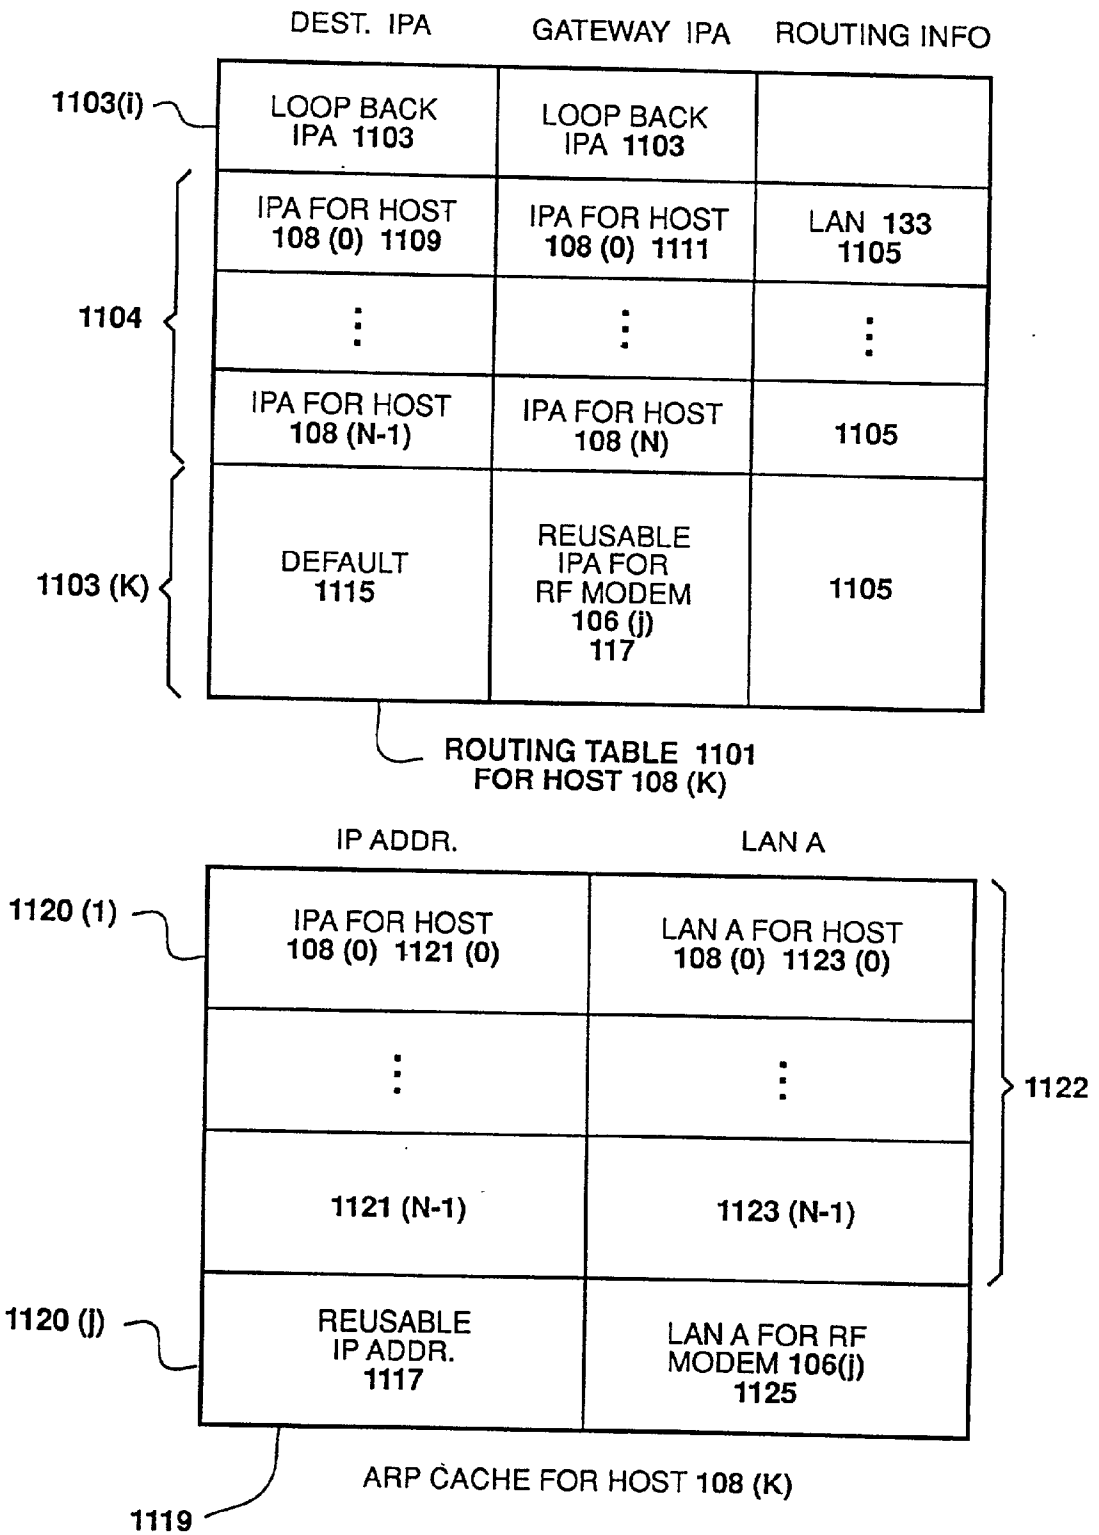 DEST. IPA GATEWAY IPA ROUTING INFO
1103(i)
LOOP BACK
IPA 1103
LOOP BACK
IPA 1103
1104
IPA FOR HOST
108 (0) 1109
IPA FOR HOST
108 (0) 1111
LAN 133
1105
IPA FOR HOST
108 (N-1)
IPA FOR HOST
108 (N)
1105
1103 (K)
DEFAULT
1115
REUSABLE
IPA FOR
RF MODEM
106 (j)
117
1105
ROUTING TABLE 1101
FOR HOST 108 (K)
IP ADDR. LAN A
1120 (1)
IPA FOR HOST
108 (0) 1121 (0)
LAN A FOR HOST
108 (0) 1123 (0)
1122
1121 (N-1)
1123 (N-1)
1120 (j)
REUSABLE
IP ADDR.
1117
LAN A FOR RF
MODEM 106(j)
1125
ARP CACHE FOR HOST 108 (K)
1119